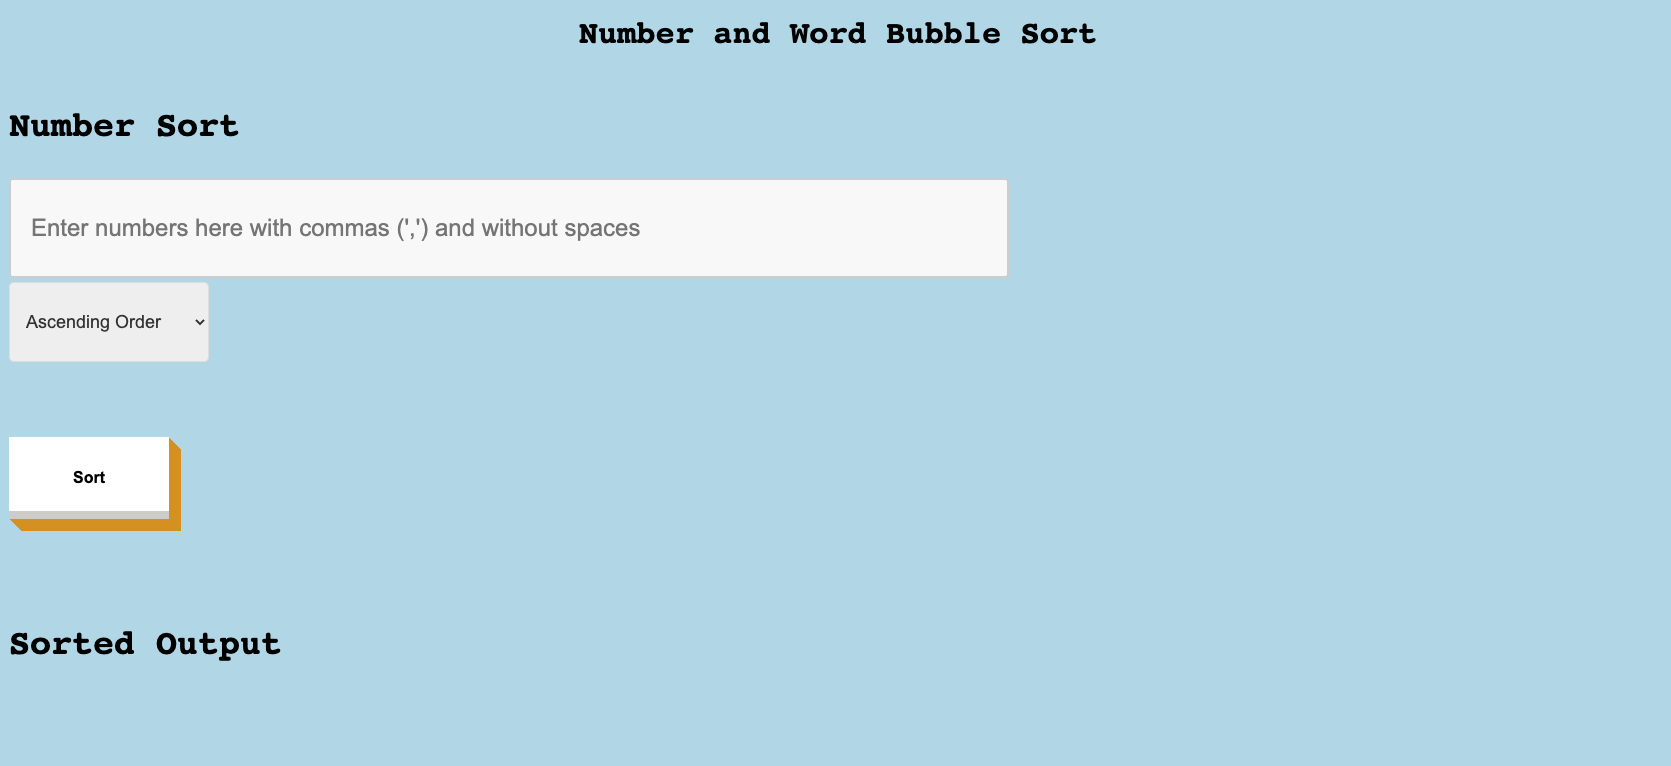 Number and Word Bubble Sort
Number Sort
Enter numbers here with commas (',') and without spaces
Ascending Order
Sort
Sorted Output